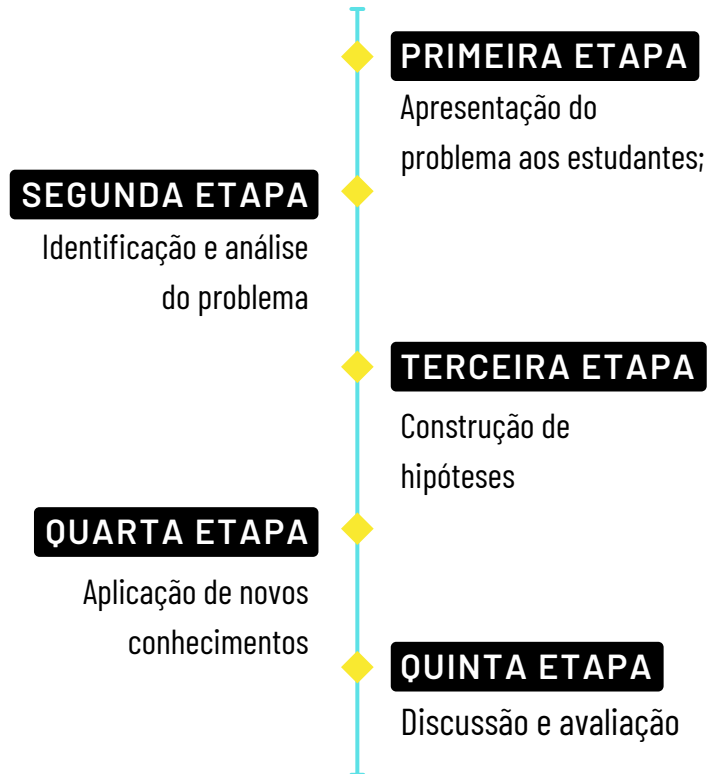 PRIMEIRA ETAPA
Apresentação do
problema aos estudantes;
SEGUNDA ETAPA
Identificação e análise
do problema
TERCEIRA ETAPA
Construção de
hipóteses
QUARTA ETAPA
Aplicação de novos
conhecimentos
QUINTA ETAPA
Discussão e avaliação